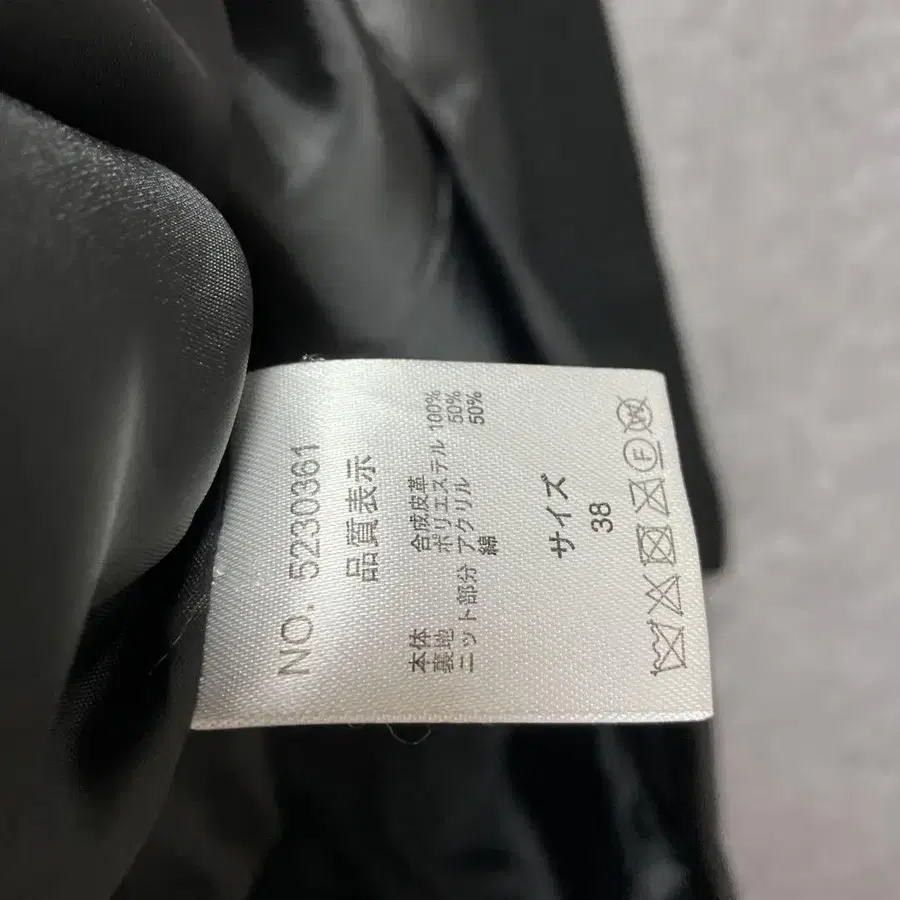 NO. 5230361
品質表示
本体 合成皮革
裏地 ポリエステル 100%
ニット部分 アクリル 50%
綿 50%
サイズ
38
F W